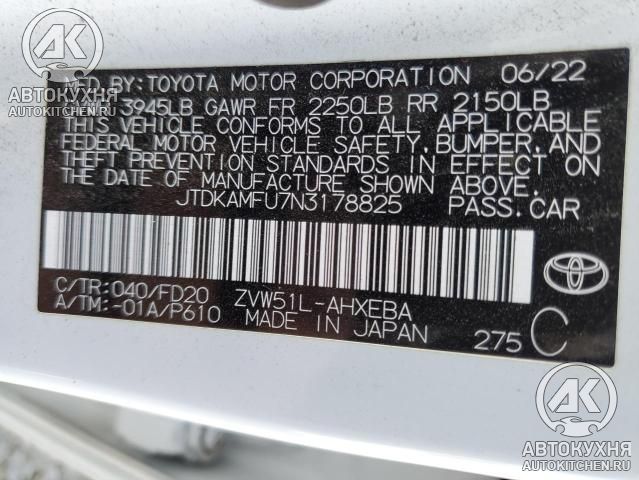 АВТОКУХНЯ
AUTOKITCHEN.RU
MFD. BY: TOYOTA MOTOR CORPORATION 06/22
3945LB GAWR FR 2250LB RR 2150LB
THIS VEHICLE CONFORMS TO ALL APPLICABLE
FEDERAL MOTOR VEHICLE SAFETY, BUMPER, AND
THEFT PREVENTION STANDARDS IN EFFECT ON
THE DATE OF MANUFACTURE SHOWN ABOVE.
JTDKAMFU7N3178825 PASS. CAR
C/TR: 040/FD20 ZVW51L-AHXEBA
A/TM: -01A/P610 MADE IN JAPAN
275 C
АК
АВТОКУХНЯ
AUTOKITCHEN.RU